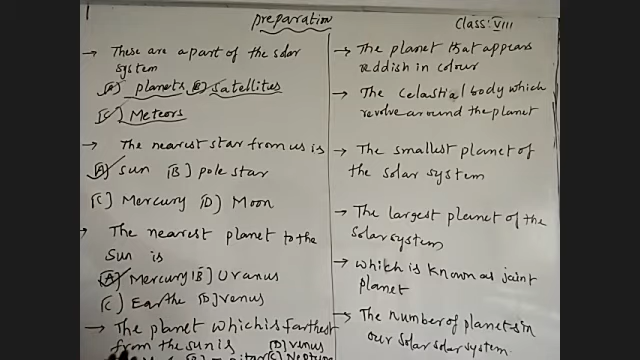 preparation
Class: VIII
→ These are a part of the solar
system
(A) planets (B) satellites
(C) Meteors
→ The nearest star from us is
(A) Sun (B) pole star
(C) Mercury (D) Moon
→ The nearest planet to the
Sun is
(A) Mercury (B) Uranus
(C) Earthe (D) venus
→ The planet which is farthest
from the sun is (D) venus
(C) Neptune
→ The planet that appears
reddish in colour
→ The celastial body which
revolve around the planet
→ The smallest planet of
the solar system
→ The largest planet of the
solar system
→ which is known as joint
planet
→ The number of planets in
our solar solar system.